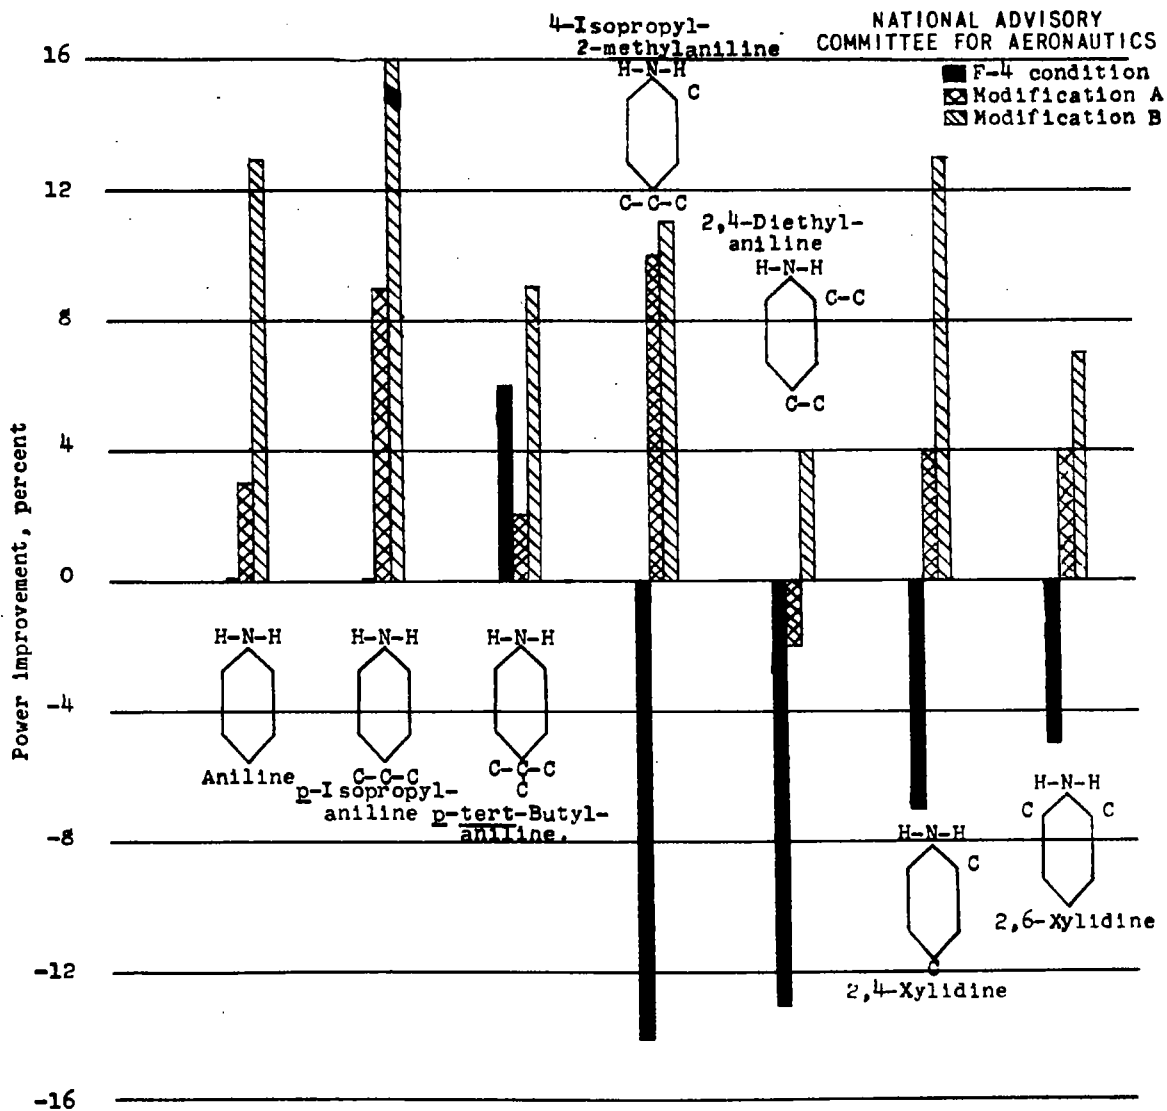 NATIONAL ADVISORY
COMMITTEE FOR AERONAUTICS
F-4 condition
Modification A
Modification B
4-Isopropyl-
2-methylaniline
H-N-H
C
C-C-C
2,4-Diethyl-
aniline
H-N-H
C-C
C-C
Power improvement, percent
16
12
8
4
0
-4
-8
-12
-16
H-N-H
Aniline
H-N-H
C-C-C
p-Isopropyl-
aniline
H-N-H
C-C-C
C
p-tert-Butyl-
aniline.
H-N-H
C
C
2,4-Xylidine
H-N-H
C C
2,6-Xylidine